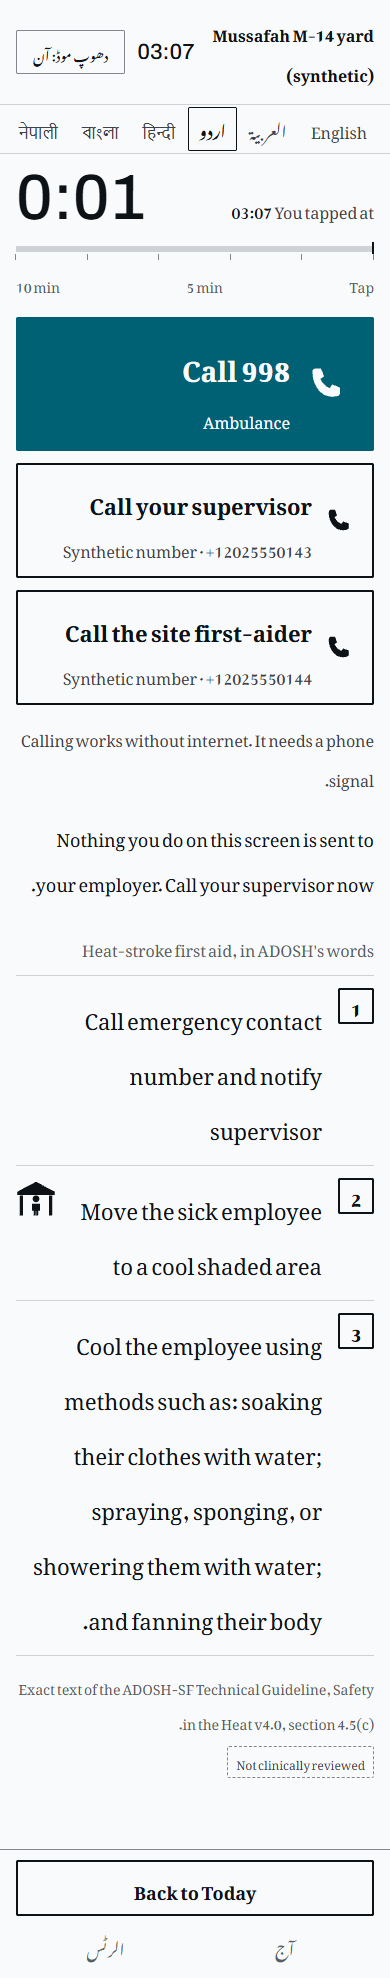 Mussafah M-14 yard
(synthetic)
03:07
دھوپ موڈ: آن
English
العربية
اردو
हिन्दी
বাংলা
नेपाली
0:01
You tapped at 03:07
Tap
5 min
10 min
Call 998
Ambulance
Call your supervisor
Synthetic number · +12025550143
Call the site first-aider
Synthetic number · +12025550144
Calling works without internet. It needs a phone
signal.
Nothing you do on this screen is sent to
your employer. Call your supervisor now.
Heat-stroke first aid, in ADOSH's words
1
Call emergency contact
number and notify
supervisor
2
Move the sick employee
to a cool shaded area
3
Cool the employee using
methods such as: soaking
their clothes with water;
spraying, sponging, or
showering them with water;
and fanning their body.
Exact text of the ADOSH-SF Technical Guideline, Safety
in the Heat v4.0, section 4.5(c).
Not clinically reviewed
Back to Today
آج
الرٹس